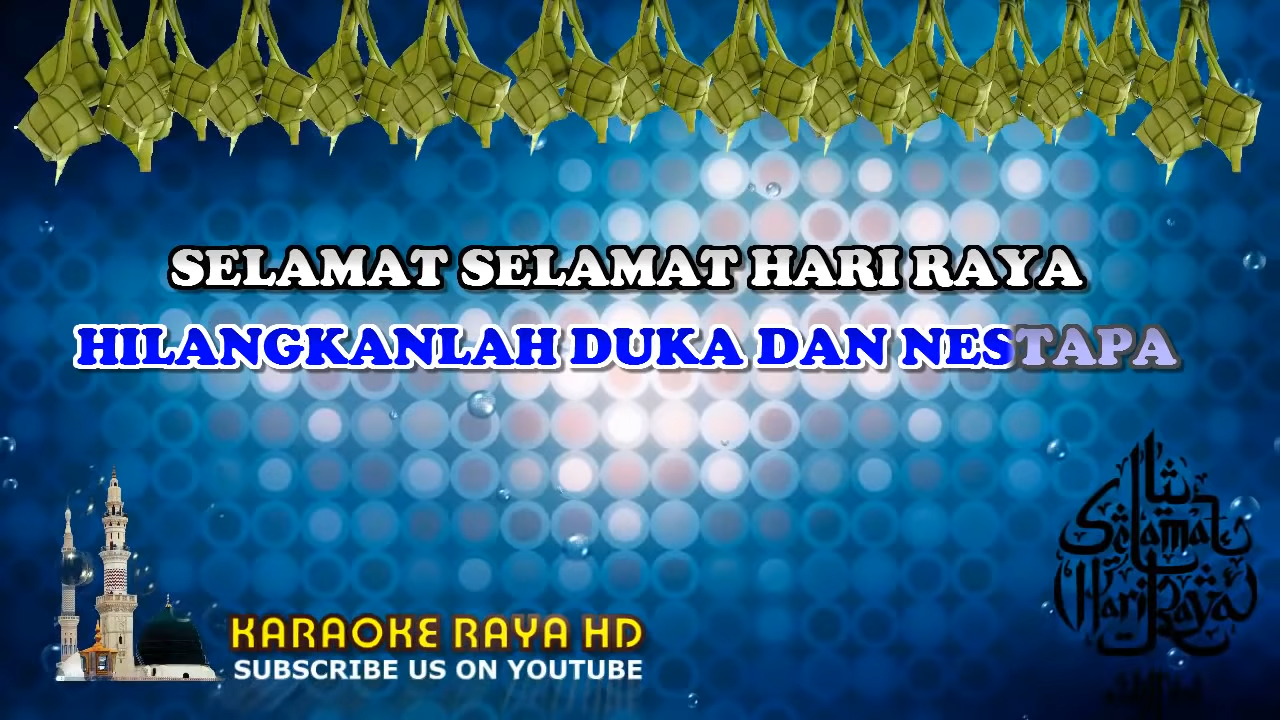 SELAMAT SELAMAT HARI RAYA
HILANGKANLAH DUKA DAN NESTAPA
Selamat
Hari Raya
KARAOKE RAYA HD
SUBSCRIBE US ON YOUTUBE